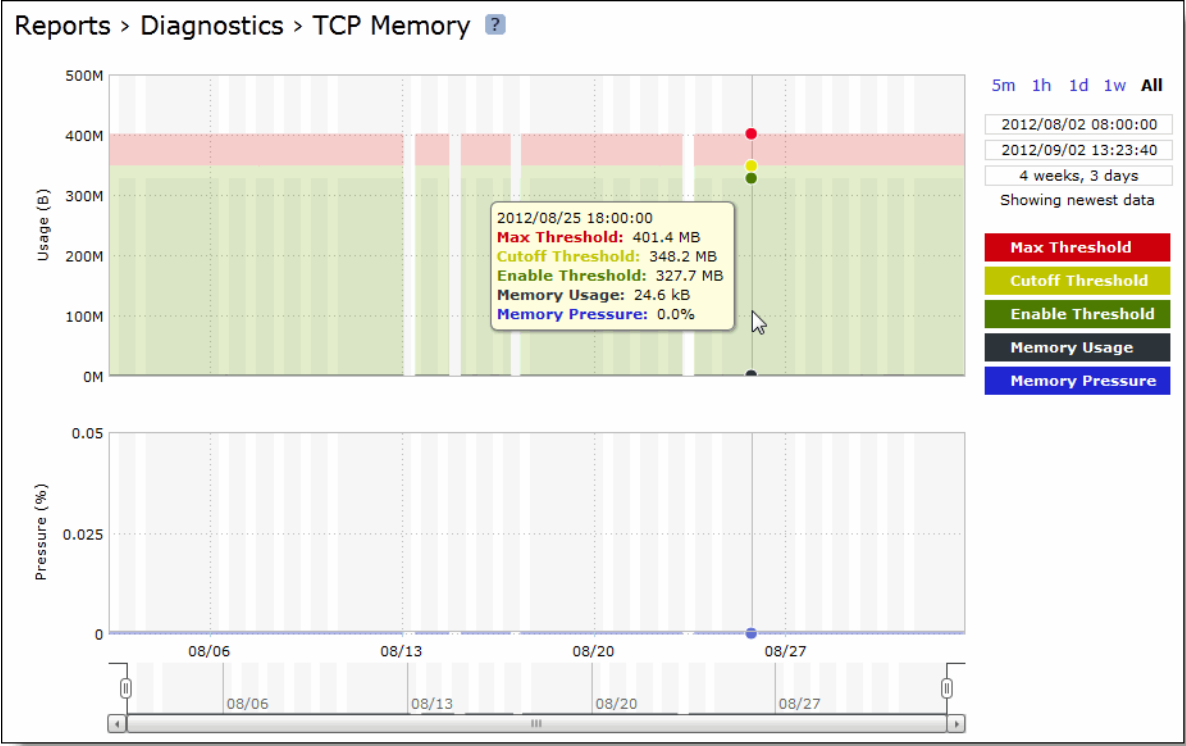 Reports › Diagnostics › TCP Memory ?
500M
400M
300M
200M
100M
0M
Usage (B)
2012/08/25 18:00:00
Max Threshold: 401.4 MB
Cutoff Threshold: 348.2 MB
Enable Threshold: 327.7 MB
Memory Usage: 24.6 kB
Memory Pressure: 0.0%
5m 1h 1d 1w All
2012/08/02 08:00:00
2012/09/02 13:23:40
4 weeks, 3 days
Showing newest data
Max Threshold
Cutoff Threshold
Enable Threshold
Memory Usage
Memory Pressure
0.05
0.025
0
Pressure (%)
08/06 08/13 08/20 08/27
08/06 08/13 08/20 08/27